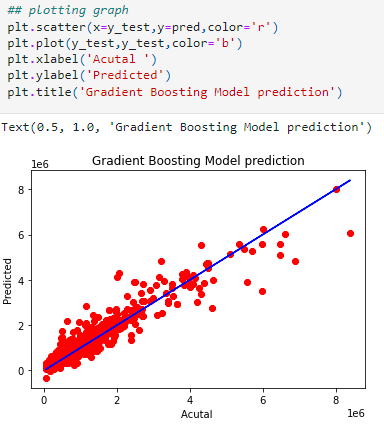 ## plotting graph
plt.scatter(x=y_test,y=pred,color='r')
plt.plot(y_test,y_test,color='b')
plt.xlabel('Acutal ')
plt.ylabel('Predicted')
plt.title('Gradient Boosting Model prediction')
Text(0.5, 1.0, 'Gradient Boosting Model prediction')
Gradient Boosting Model prediction
1e6
8
6
4
2
0
Predicted
0
2
4
6
8
1e6
Acutal